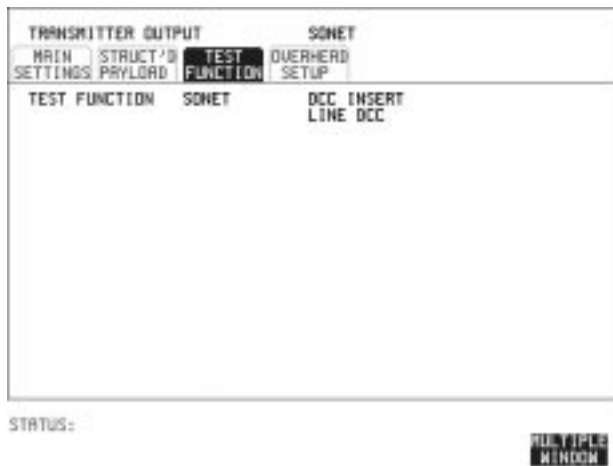 TRANSMITTER OUTPUT SONET
MAIN SETTINGS STRUCT'D PAYLOAD TEST FUNCTION OVERHEAD SETUP
TEST FUNCTION SONET DCC INSERT
LINE DCC
STATUS:
MULTIPLE WINDOW